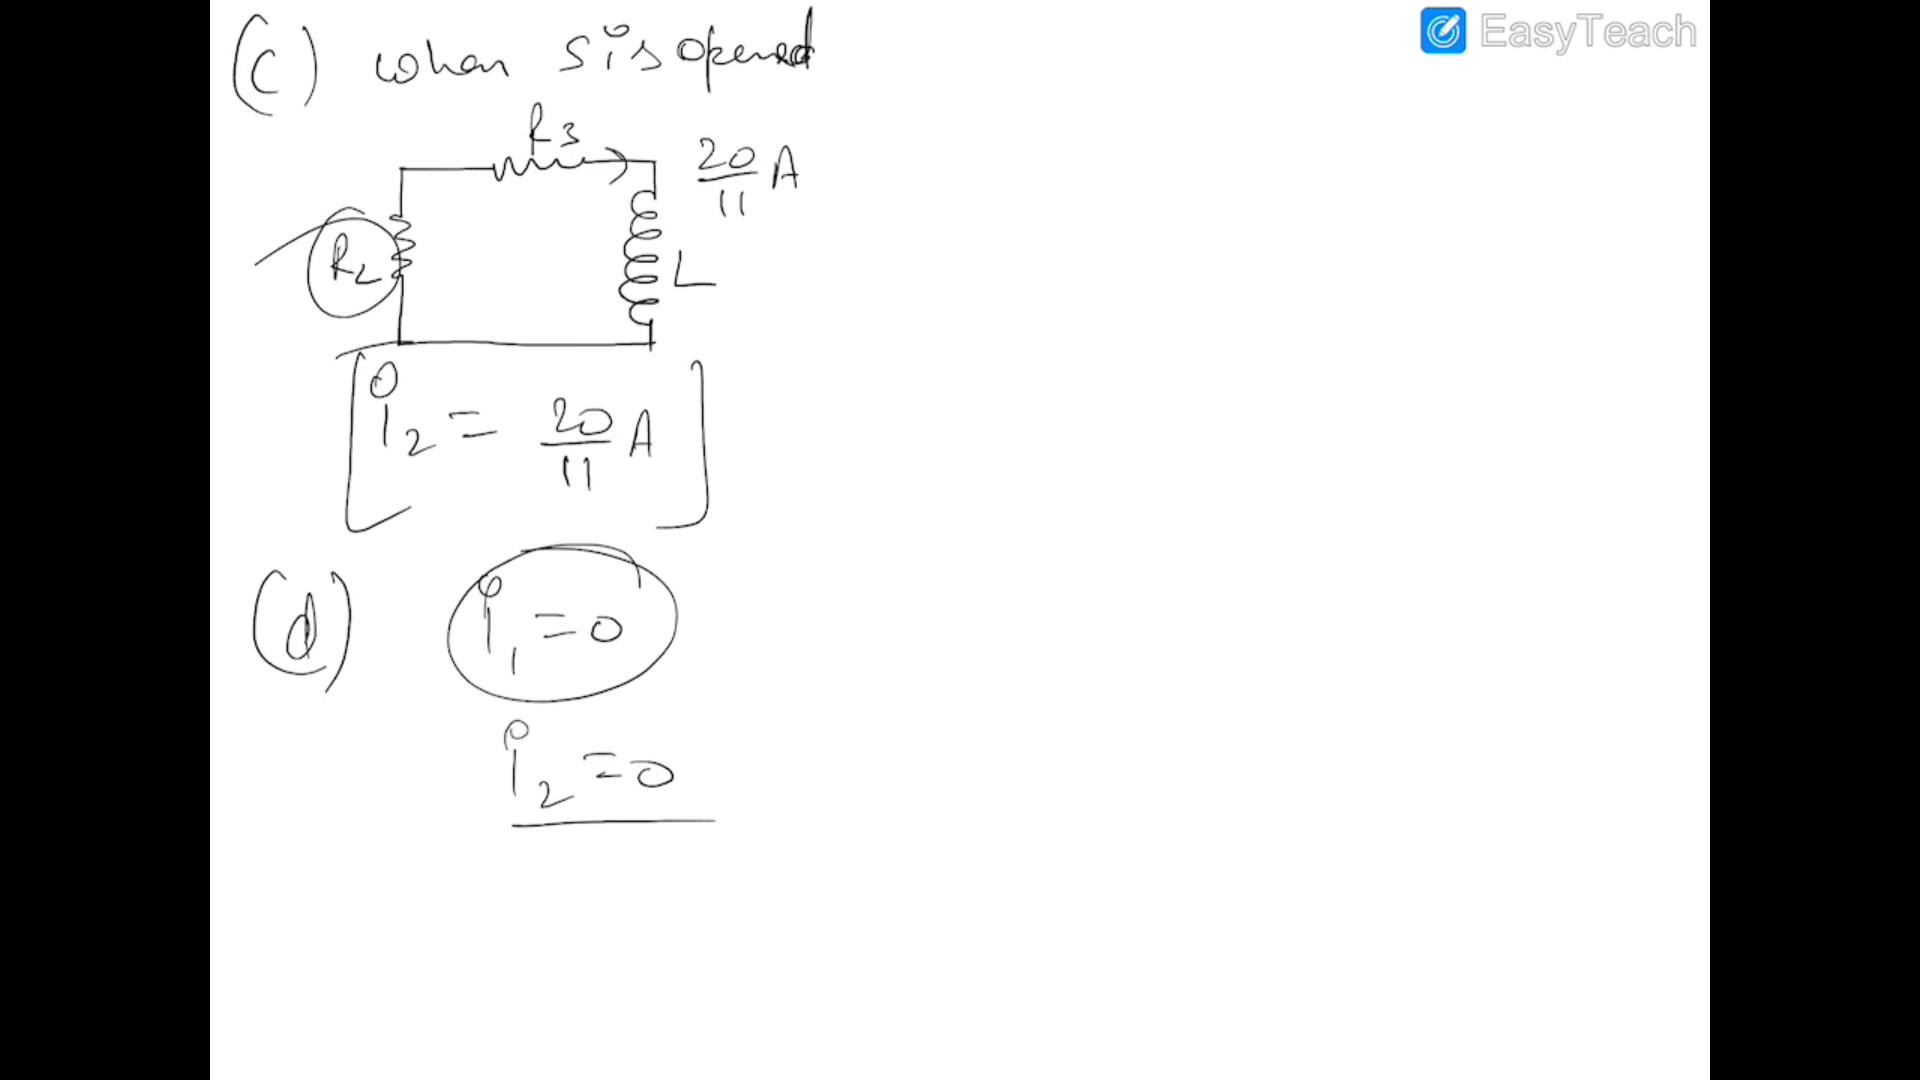 EasyTeach
(c) when S is opened
R3
20/11 A
R2
L
i2 = 20/11 A
(d) i1 = 0
i2 = 0